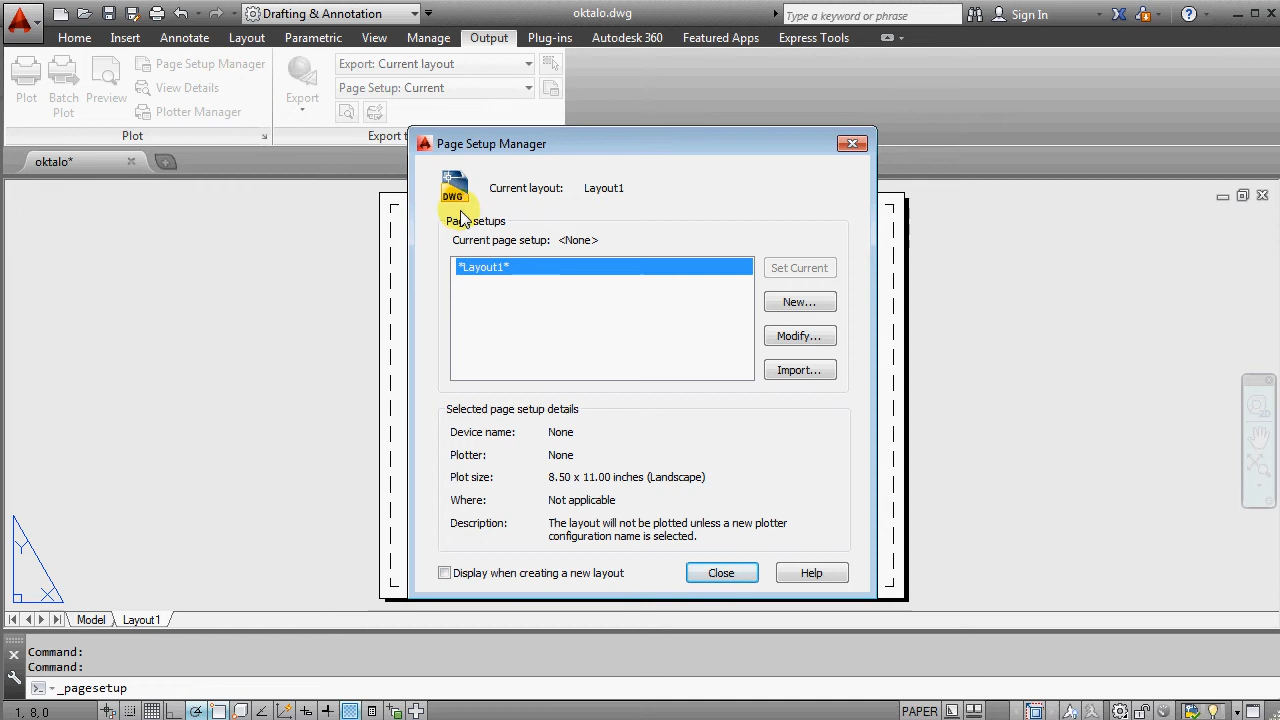 Drafting & Annotation
oktalo.dwg
Type a keyword or phrase
Sign In
Home Insert Annotate Layout Parametric View Manage Output Plug-ins Autodesk 360 Featured Apps Express Tools
Plot
Batch Plot
Preview
Page Setup Manager
View Details
Plotter Manager
Plot
Export
Export: Current layout
Page Setup: Current
Export t
oktalo*
Page Setup Manager
DWG
Current layout: Layout1
Page setups
Current page setup: <None>
*Layout1*
Set Current
New...
Modify...
Import...
Selected page setup details
Device name: None
Plotter: None
Plot size: 8.50 x 11.00 inches (Landscape)
Where: Not applicable
Description: The layout will not be plotted unless a new plotter
configuration name is selected.
Display when creating a new layout
Close
Help
Y
X
Model Layout1
Command:
Command:
_pagesetup
1, 8,0
PAPER